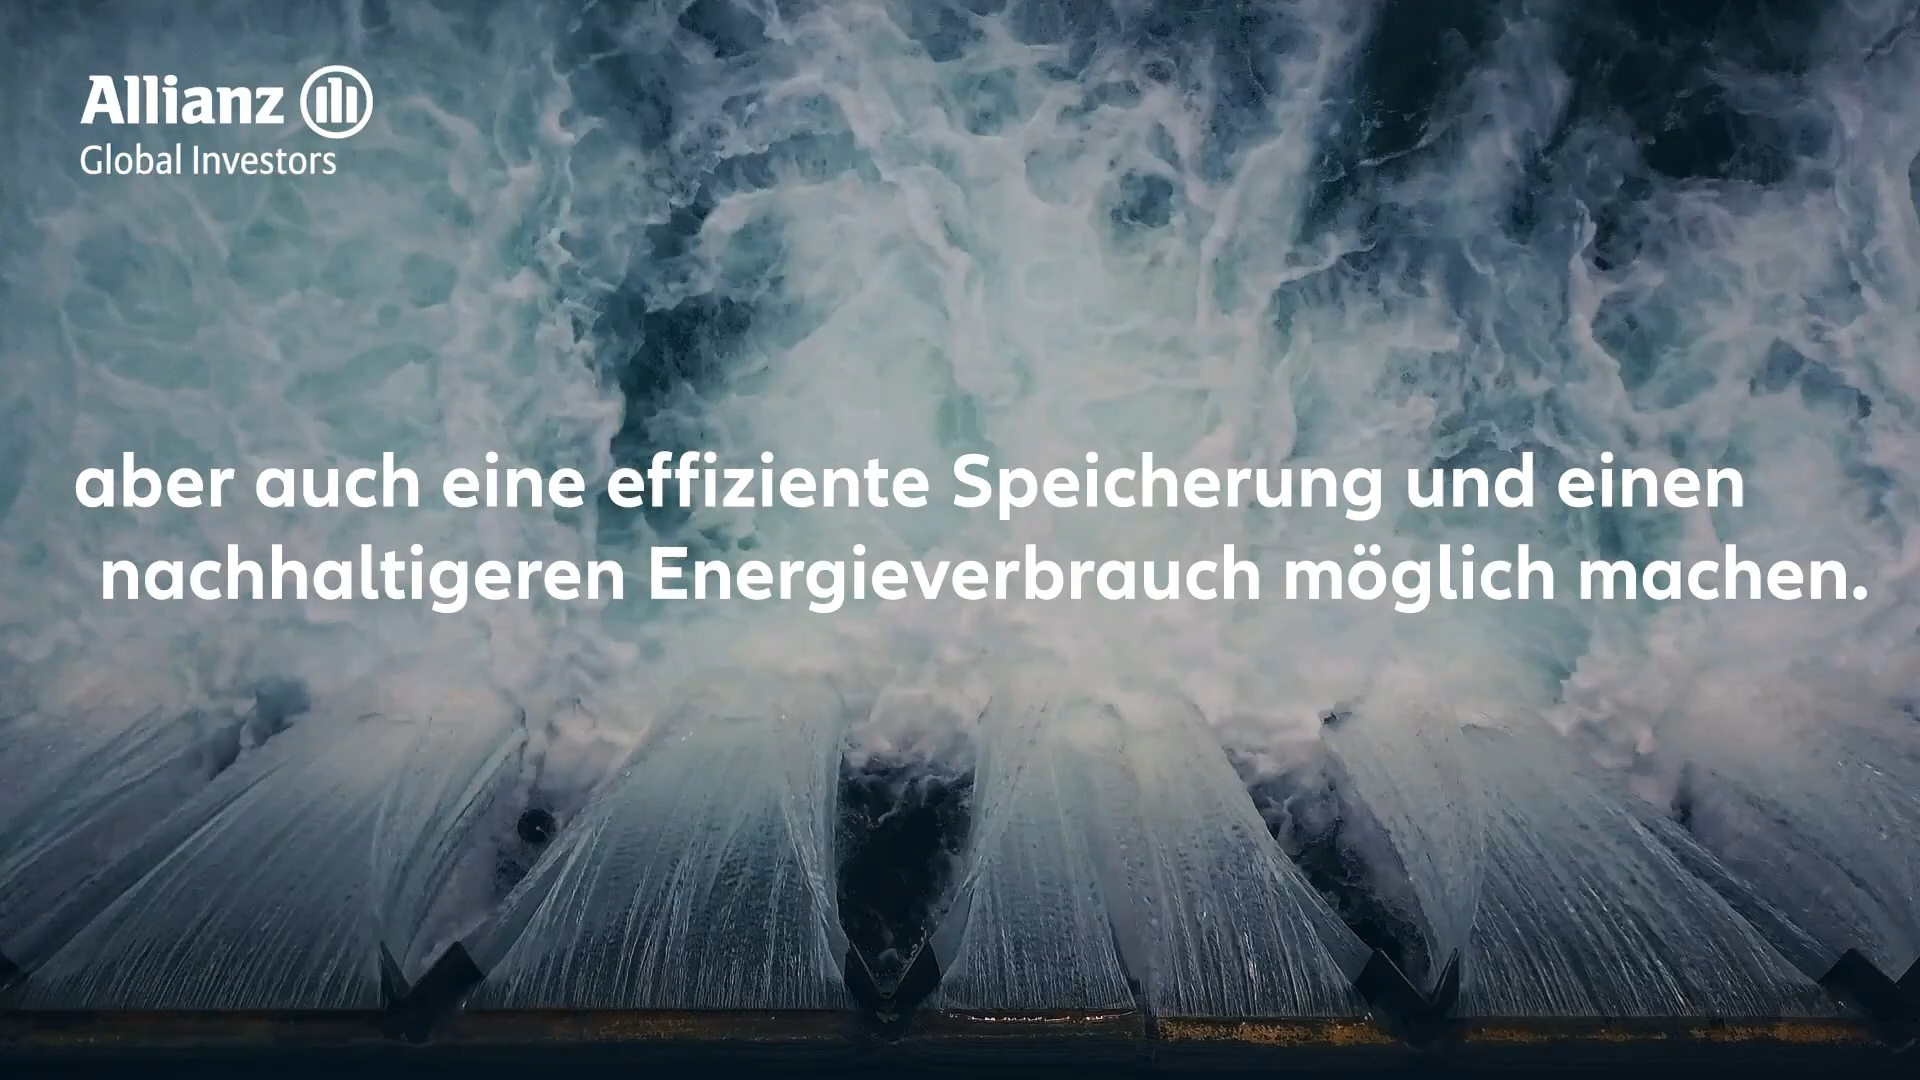 Allianz
Global Investors
aber auch eine effiziente Speicherung und einen
nachhaltigeren Energieverbrauch möglich machen.